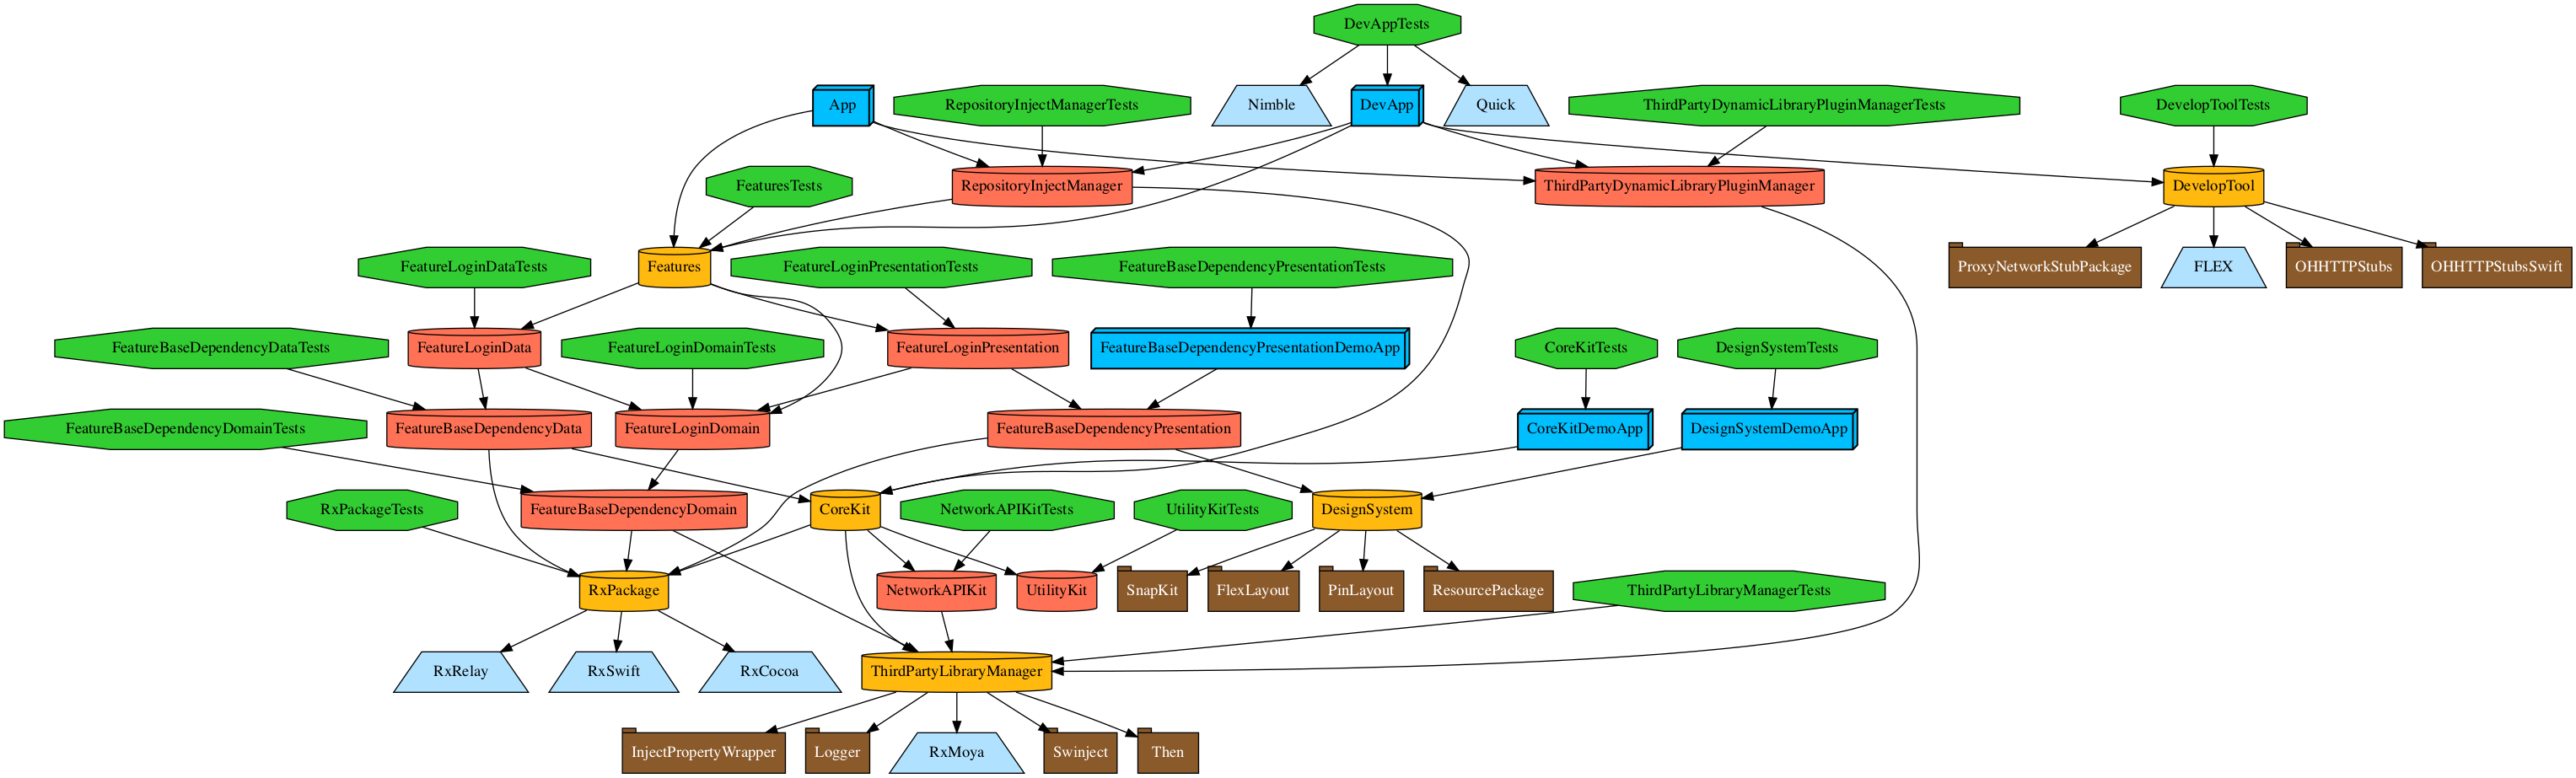 DevAppTests
App
RepositoryInjectManagerTests
Nimble
DevApp
Quick
ThirdPartyDynamicLibraryPluginManagerTests
DevelopToolTests
FeaturesTests
RepositoryInjectManager
ThirdPartyDynamicLibraryPluginManager
DevelopTool
FeatureLoginDataTests
Features
FeatureLoginPresentationTests
FeatureBaseDependencyPresentationTests
ProxyNetworkStubPackage
FLEX
OHHTTPStubs
OHHTTPStubsSwift
FeatureBaseDependencyDataTests
FeatureLoginData
FeatureLoginDomainTests
FeatureLoginPresentation
FeatureBaseDependencyPresentationDemoApp
CoreKitTests
DesignSystemTests
FeatureBaseDependencyDomainTests
FeatureBaseDependencyData
FeatureLoginDomain
FeatureBaseDependencyPresentation
CoreKitDemoApp
DesignSystemDemoApp
RxPackageTests
FeatureBaseDependencyDomain
CoreKit
NetworkAPIKitTests
UtilityKitTests
DesignSystem
RxPackage
NetworkAPIKit
UtilityKit
SnapKit
FlexLayout
PinLayout
ResourcePackage
ThirdPartyLibraryManagerTests
RxRelay
RxSwift
RxCocoa
ThirdPartyLibraryManager
InjectPropertyWrapper
Logger
RxMoya
Swinject
Then